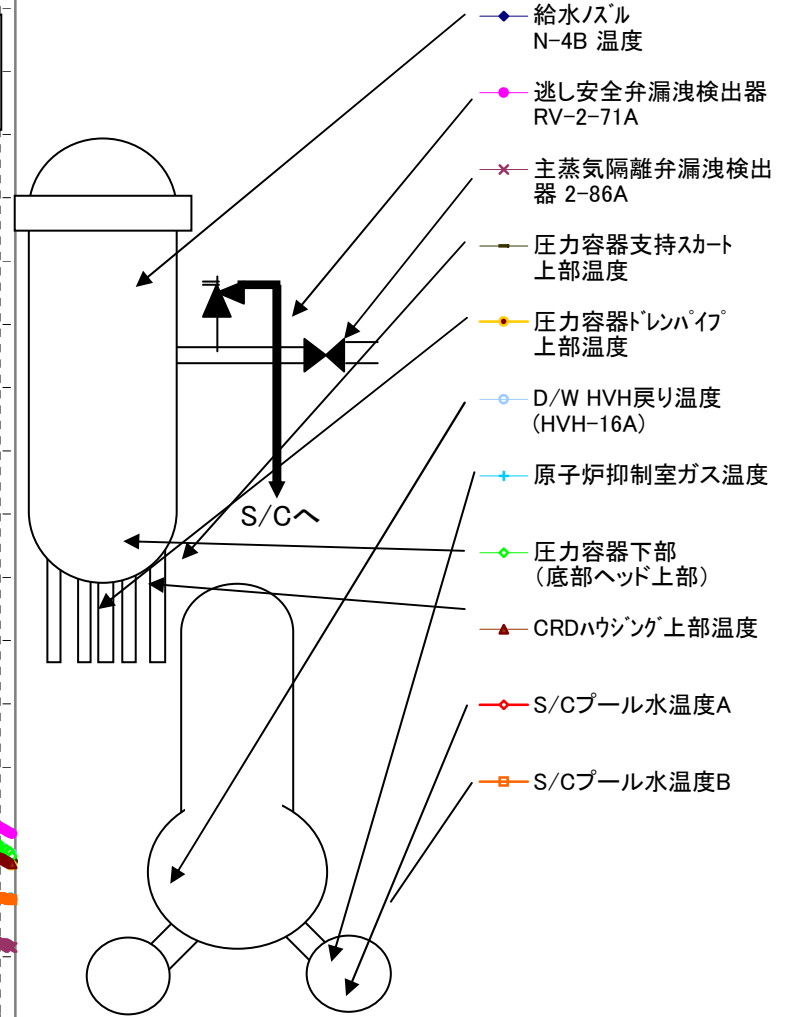 給水ﾉｽﾞﾙ
N-4B 温度
逃し安全弁漏洩検出器
RV-2-71A
主蒸気隔離弁漏洩検出
器 2-86A
圧力容器支持ｽｶｰﾄ
上部温度
圧力容器ﾄﾞﾚﾝﾊﾟｲﾌﾟ
上部温度
D/W HVH戻り温度
(HVH-16A)
原子炉抑制室ガス温度
S/Cへ
圧力容器下部
（底部ヘッド上部）
CRDﾊｳｼﾞﾝｸﾞ上部温度
S/Cプール水温度A
S/Cプール水温度B